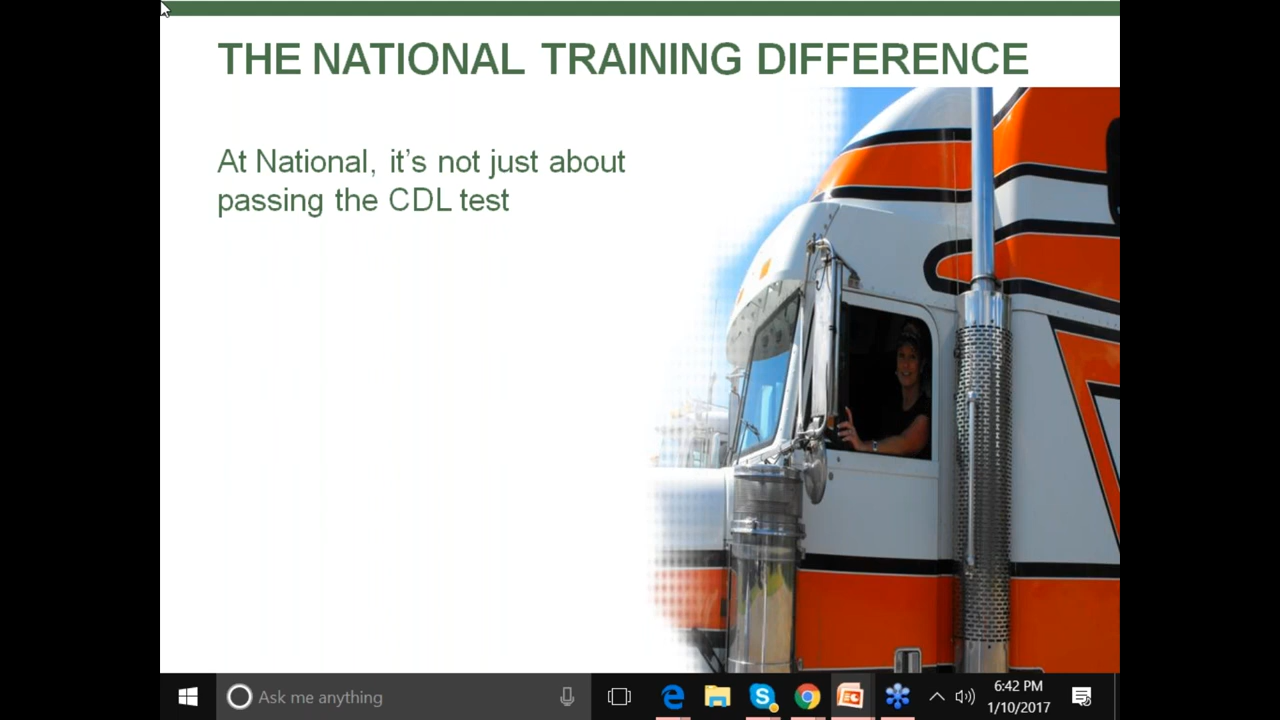 THE NATIONAL TRAINING DIFFERENCE
At National, it's not just about
passing the CDL test
Ask me anything
6:42 PM
1/10/2017